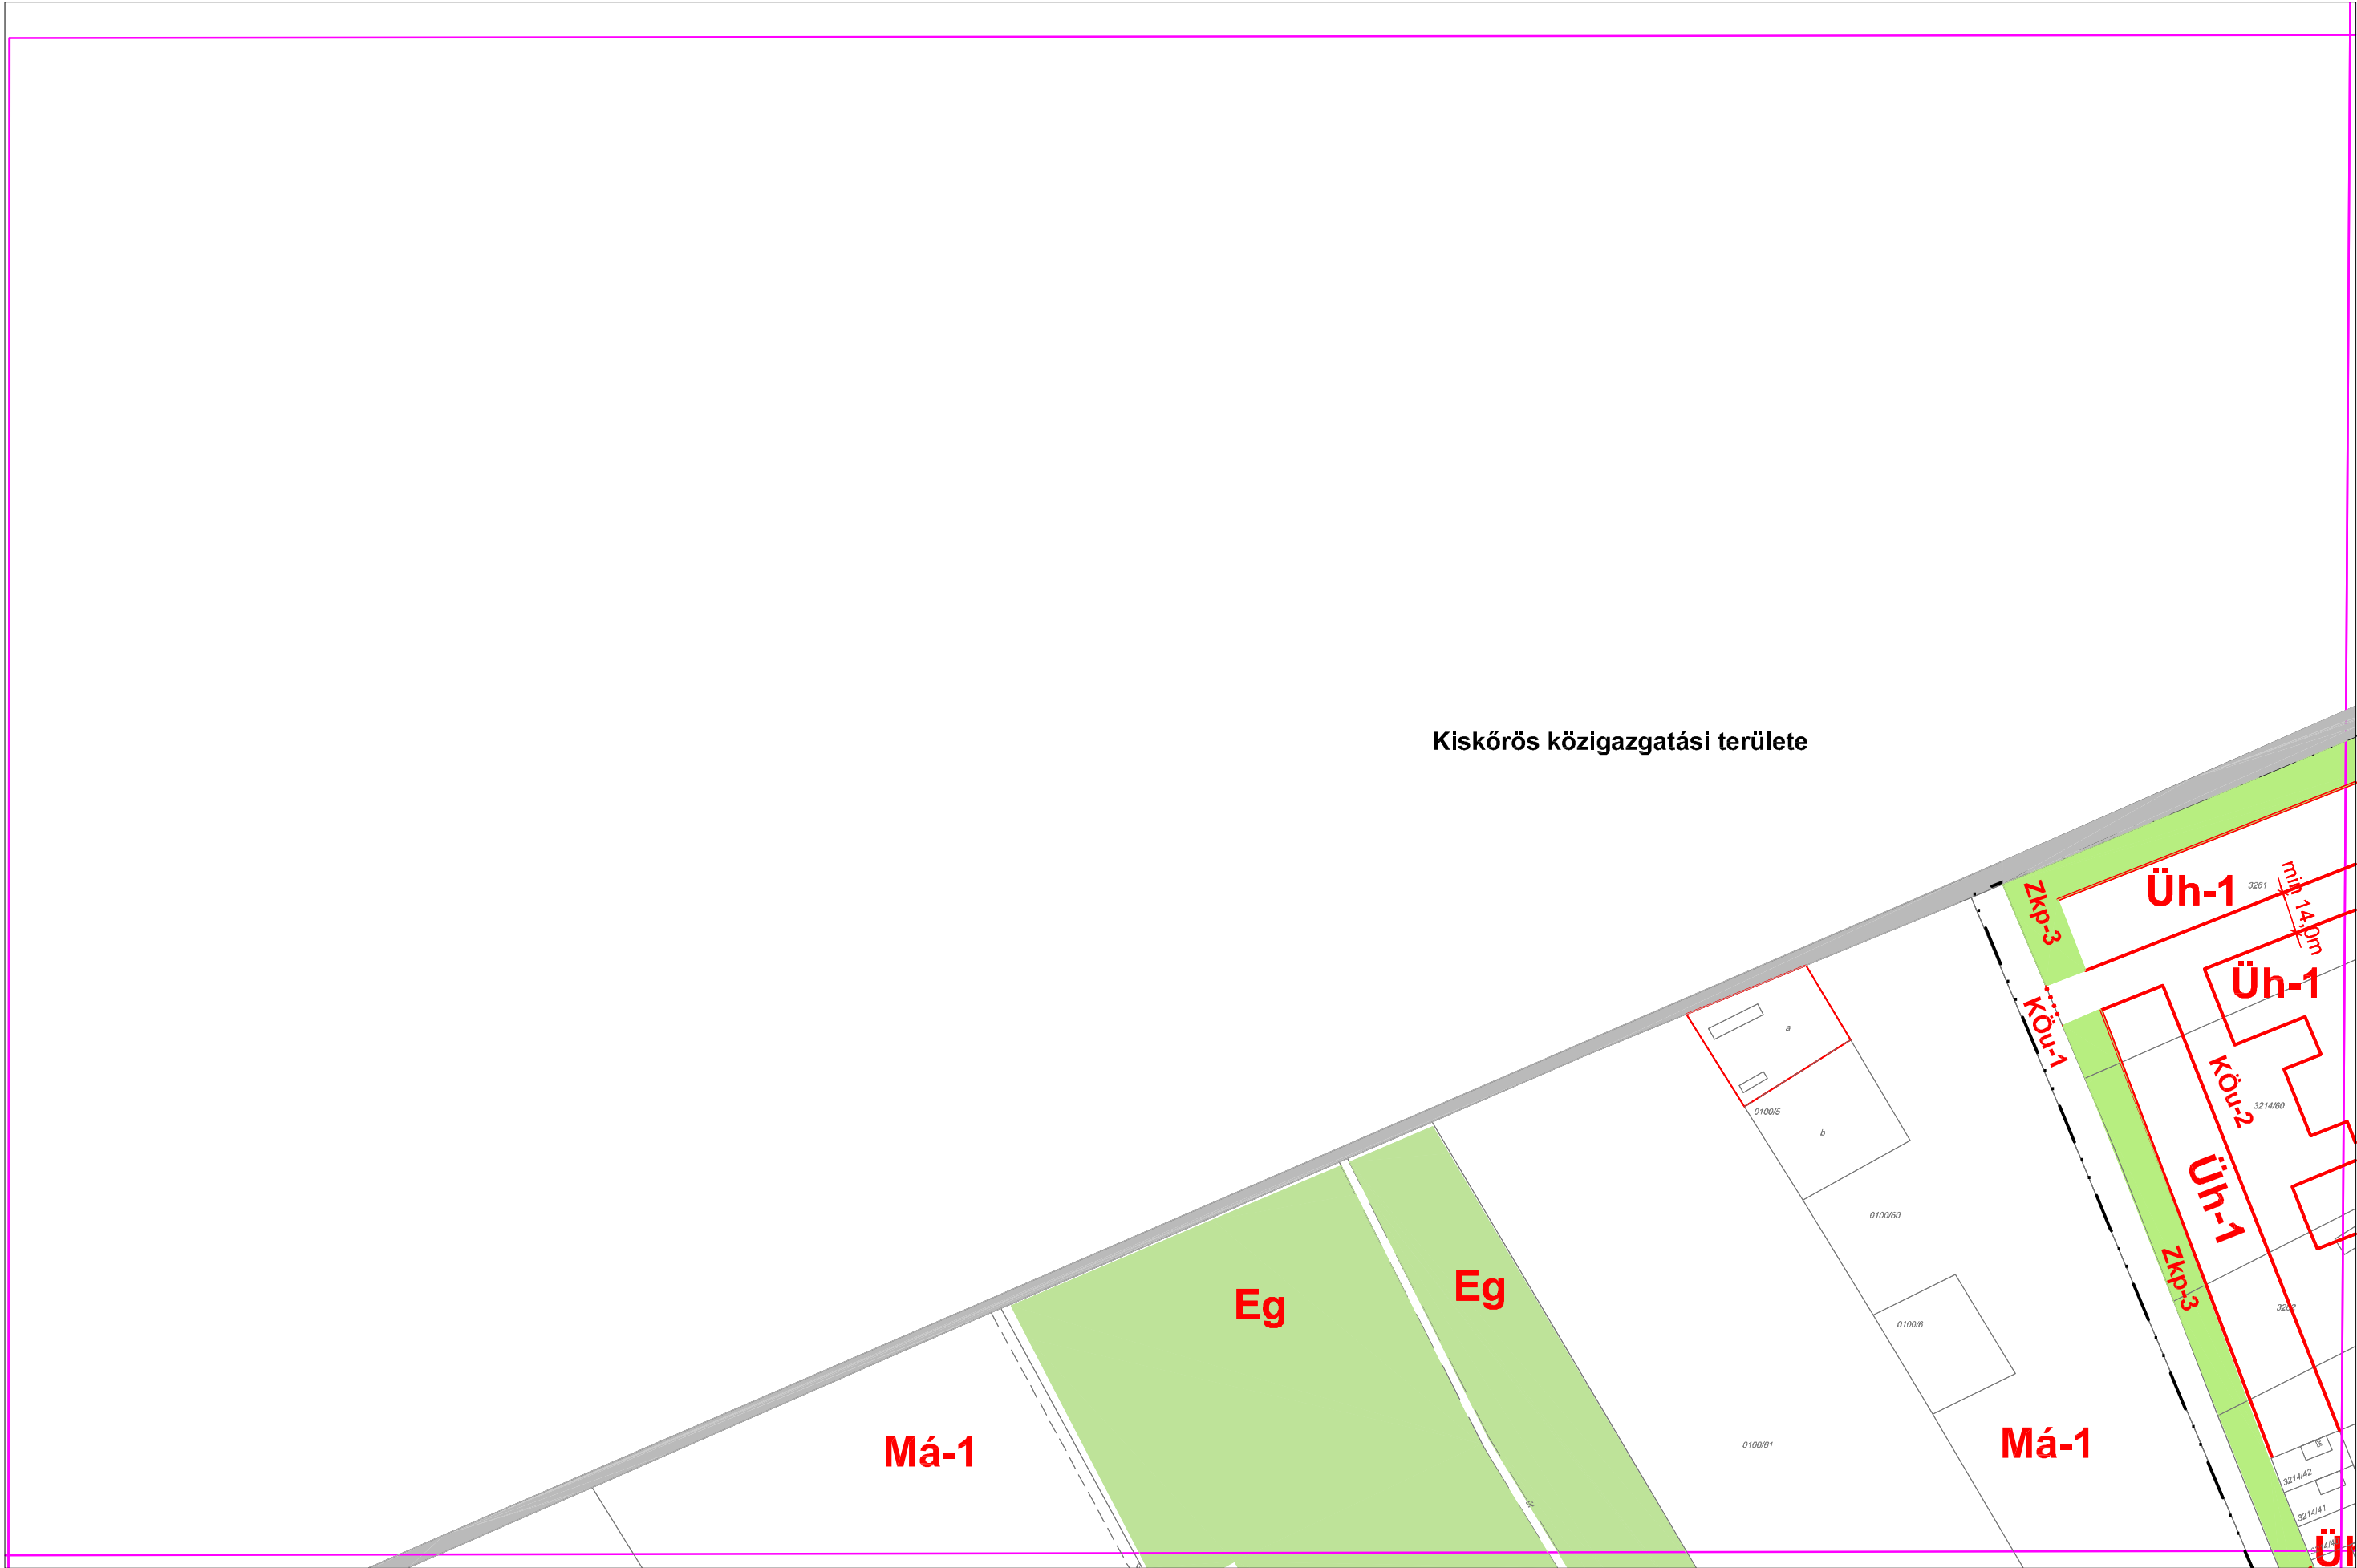 Kiskőrös közigazgatási területe
Zkp-3
Üh-1
3261
min 14,0m
Üh-1
Köu-1
a
0100/5
b
Köu-2
3214/60
Üh-1
0100/60
Zkp-3
Eg
Eg
3262
0100/6
Má-1
0100/61
Má-1
3214/42
3214/41